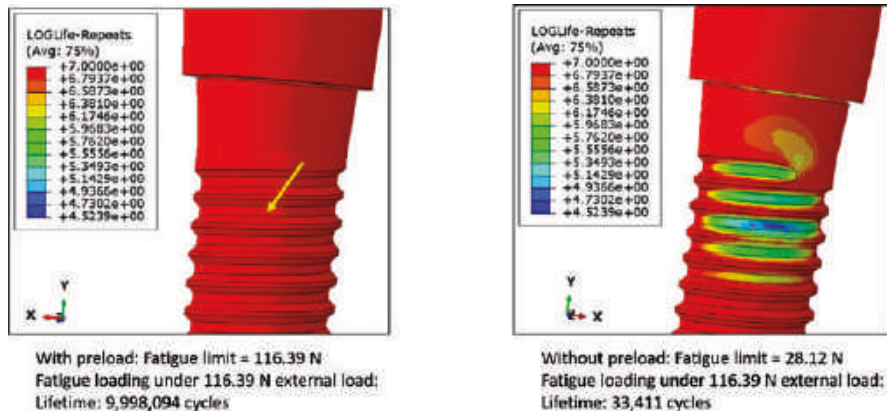 LOGLife-Repeats
(Avg: 75%)
+7.0000e+00
+6.7937e+00
+6.5873e+00
+6.3810e+00
+6.1746e+00
+5.9683e+00
+5.7620e+00
+5.5556e+00
+5.3493e+00
+5.1429e+00
+4.9366e+00
+4.7302e+00
+4.5239e+00
Y
X
With preload: Fatigue limit = 116.39 N
Fatigue loading under 116.39 N external load:
Lifetime: 9,998,094 cycles
LOGLife-Repeats
(Avg: 75%)
+7.0000e+00
+6.7937e+00
+6.5873e+00
+6.3810e+00
+6.1746e+00
+5.9683e+00
+5.7620e+00
+5.5556e+00
+5.3493e+00
+5.1429e+00
+4.9366e+00
+4.7302e+00
+4.5239e+00
Y
X
Without preload: Fatigue limit = 28.12 N
Fatigue loading under 116.39 N external load:
Lifetime: 33,411 cycles